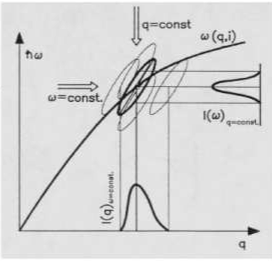 q=const
ω(q,i)
ħω
ω=const.
I(ω)q=const.
I(q)ω=const.
q